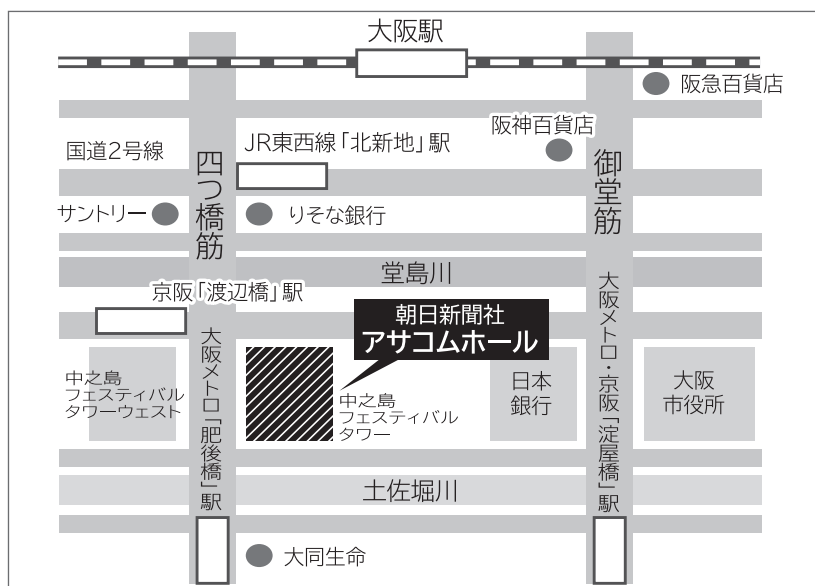 大阪駅
阪急百貨店
阪神百貨店
国道2号線
JR東西線「北新地」駅
四つ橋筋
御堂筋
サントリー
りそな銀行
堂島川
京阪「渡辺橋」駅
朝日新聞社
アサコムホール
大阪メトロ「肥後橋」駅
大阪メトロ・京阪「淀屋橋」駅
中之島
フェスティバル
タワーウェスト
中之島
フェスティバル
タワー
日本
銀行
大阪
市役所
土佐堀川
大同生命